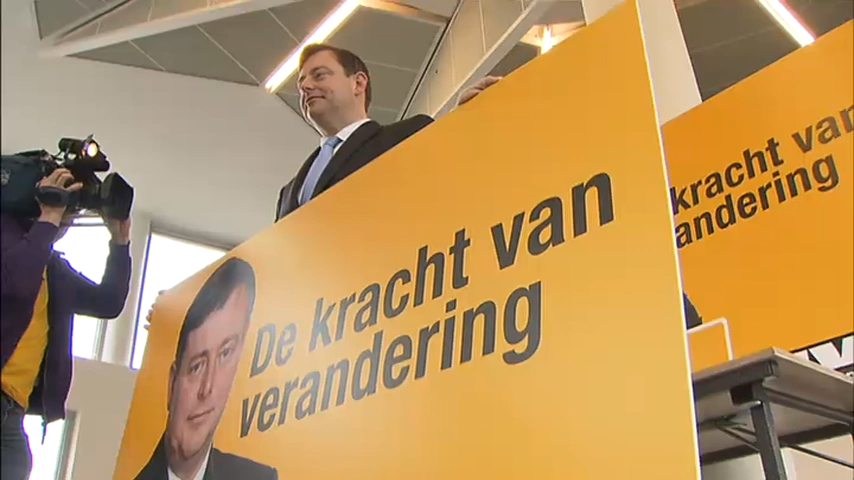 De kracht van
verandering
kracht van
randering